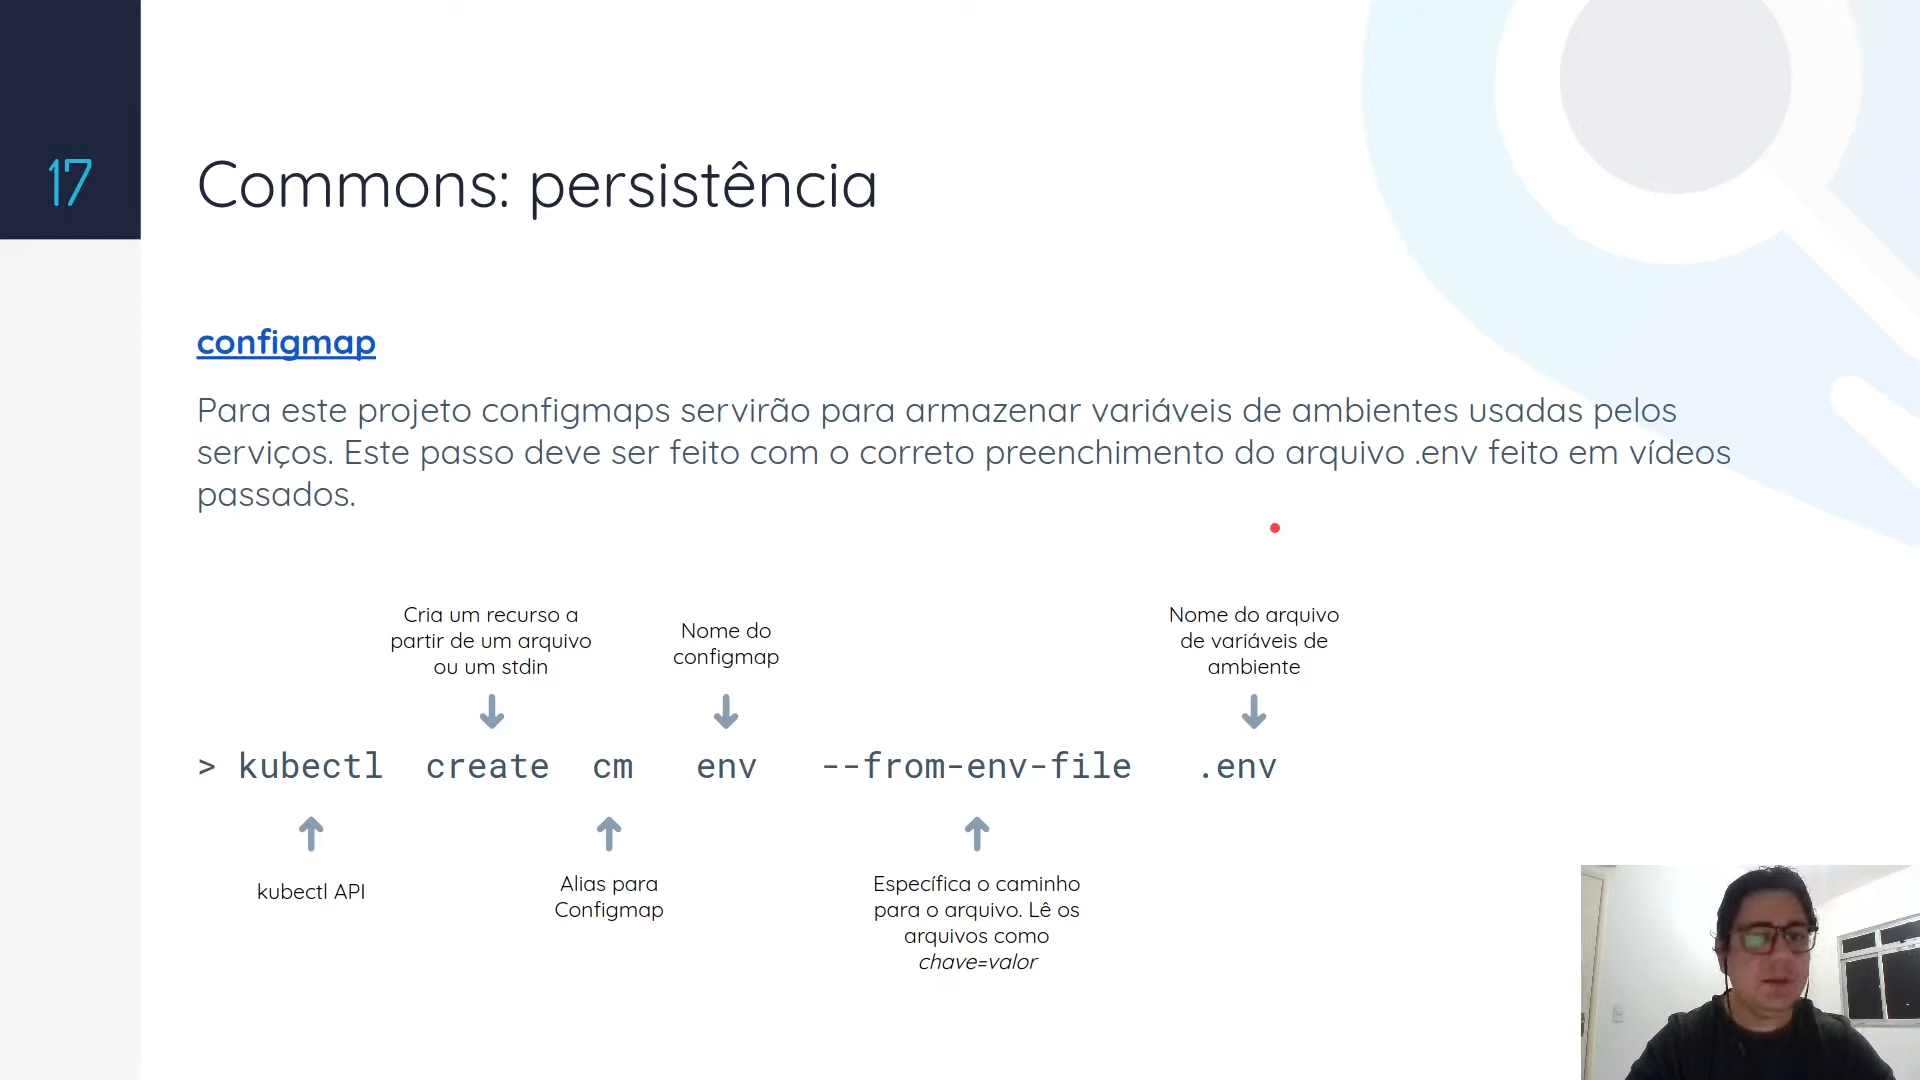 17
Commons: persistência
configmap
Para este projeto configmaps servirão para armazenar variáveis de ambientes usadas pelos
serviços. Este passo deve ser feito com o correto preenchimento do arquivo .env feito em vídeos
passados.
Cria um recurso a
partir de um arquivo
ou um stdin
Nome do
configmap
Nome do arquivo
de variáveis de
ambiente
> kubectl create cm env --from-env-file .env
kubectl API
Alias para
Configmap
Específica o caminho
para o arquivo. Lê os
arquivos como
chave=valor